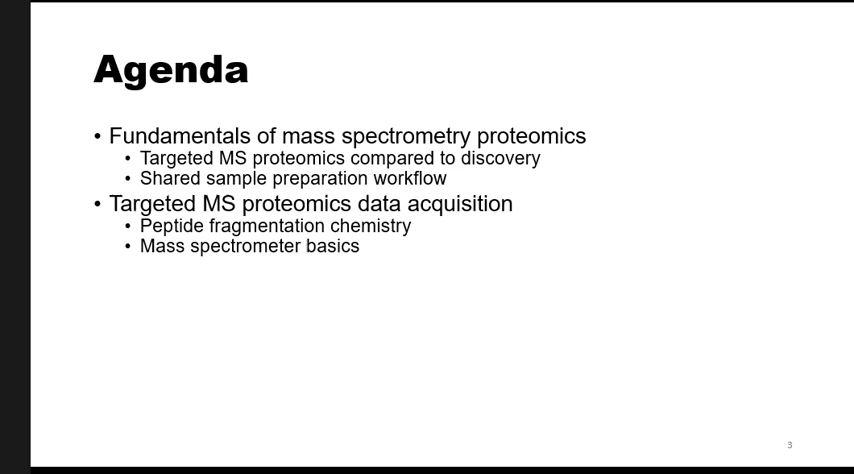 Agenda
• Fundamentals of mass spectrometry proteomics
• Targeted MS proteomics compared to discovery
• Shared sample preparation workflow
• Targeted MS proteomics data acquisition
• Peptide fragmentation chemistry
• Mass spectrometer basics
3